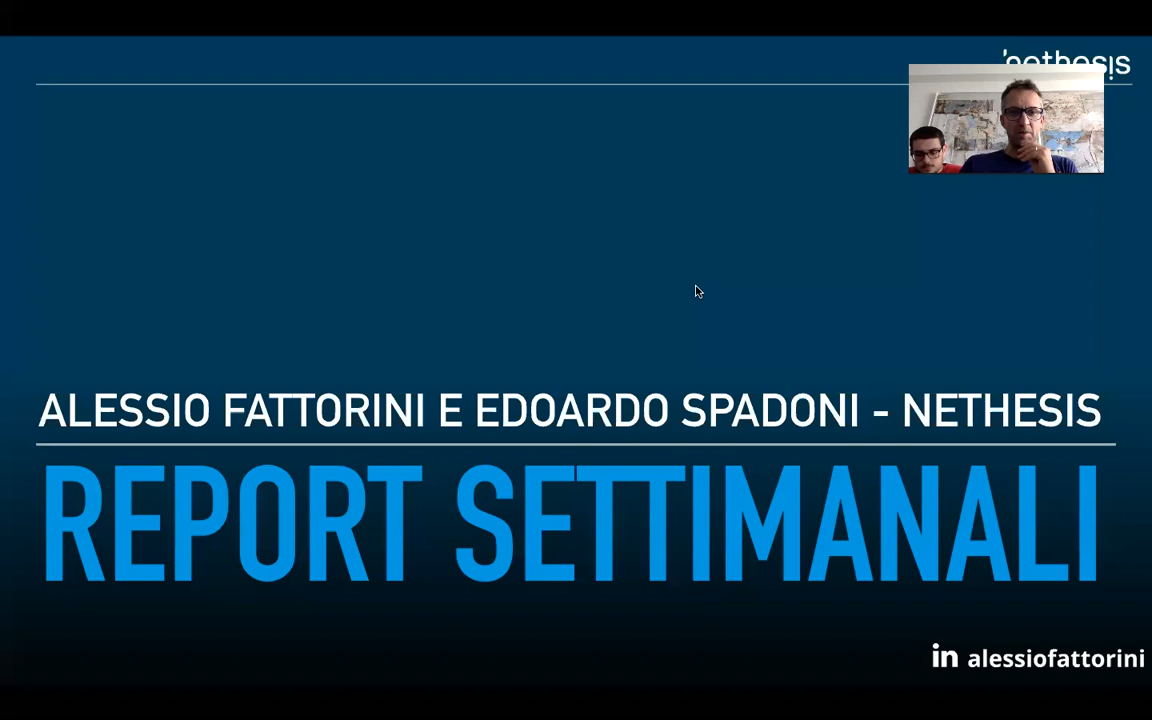 nethesis
ALESSIO FATTORINI E EDOARDO SPADONI - NETHESIS
REPORT SETTIMANALI
in alessiofattorini